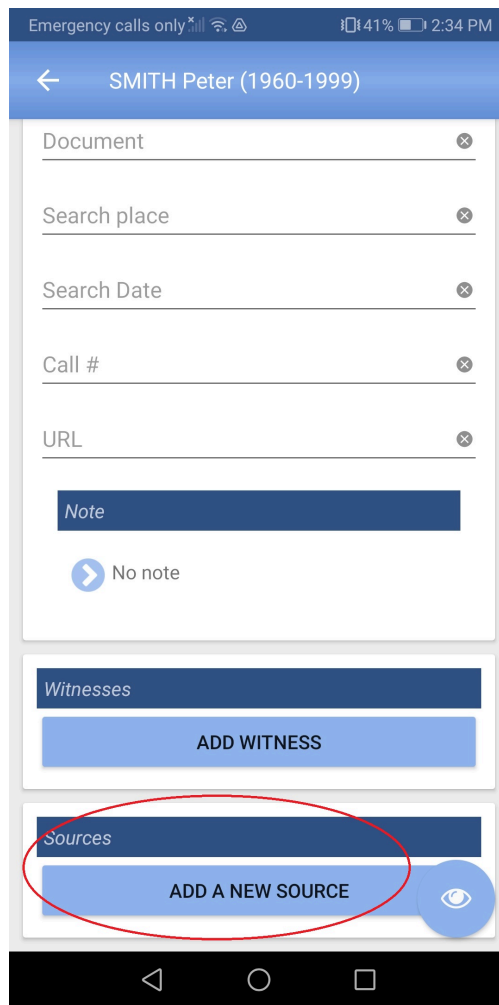 Emergency calls only 41% 2:34 PM
SMITH Peter (1960-1999)
Document
Search place
Search Date
Call #
URL
Note
No note
Witnesses
ADD WITNESS
Sources
ADD A NEW SOURCE